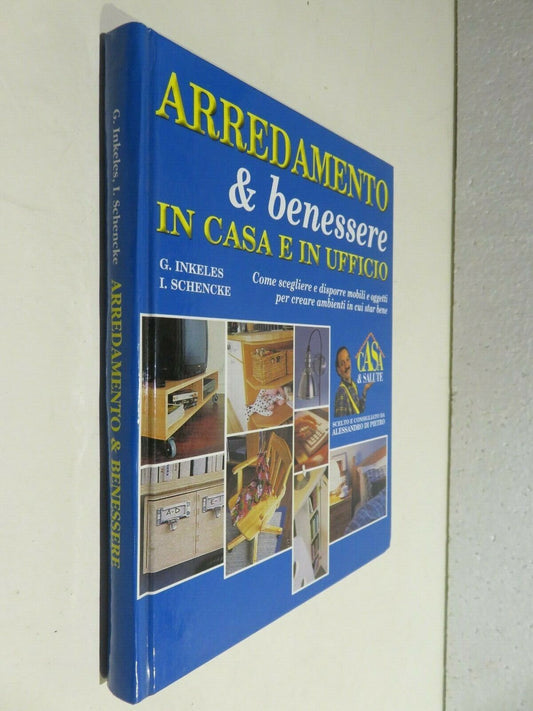 ARREDAMENTO
& benessere
IN CASA E IN UFFICIO
G. INKELES
I. SCHENCKE
Come scegliere e disporre mobili e oggetti
per creare ambienti in cui star bene
CASA
& SALUTE
SCELTO E CONSIGLIATO DA
ALESSANDRO DI PIETRO
A-D
G. Inkeles, I. Schencke ARREDAMENTO & BENESSERE